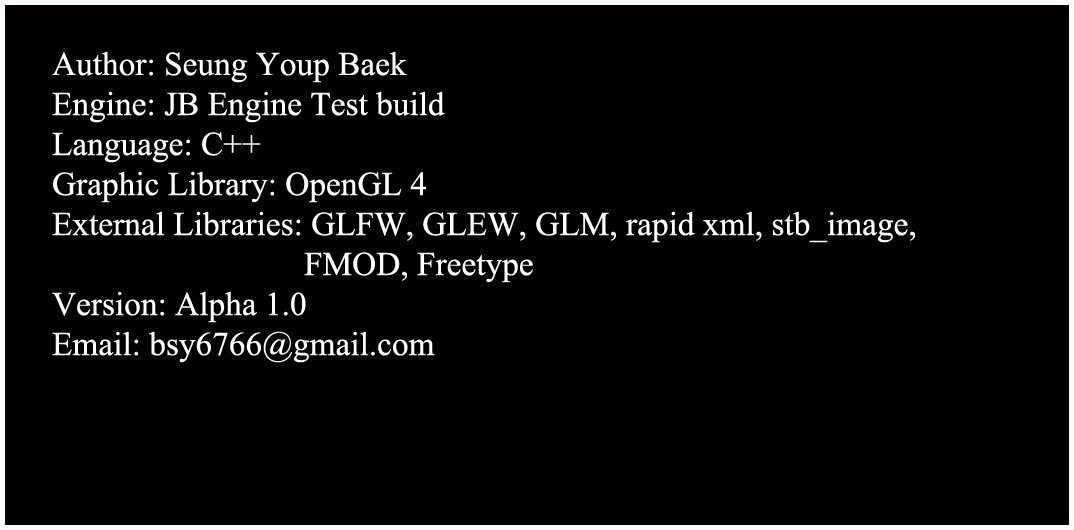 Author: Seung Youp Baek
Engine: JB Engine Test build
Language: C++
Graphic Library: OpenGL 4
External Libraries: GLFW, GLEW, GLM, rapid xml, stb_image,
FMOD, Freetype
Version: Alpha 1.0
Email: bsy6766@gmail.com